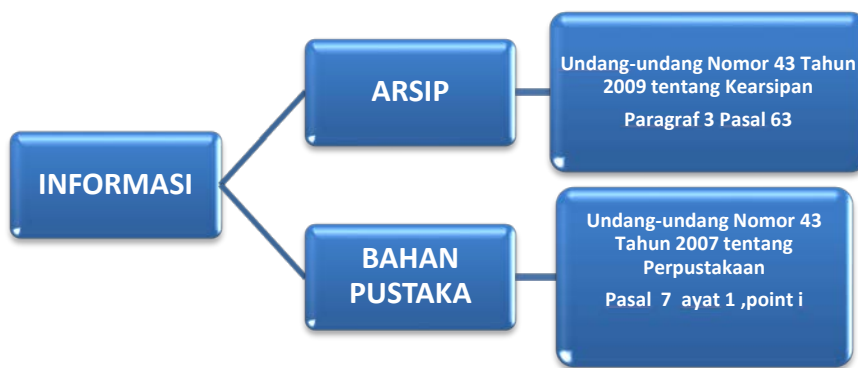 INFORMASI
ARSIP
Undang-undang Nomor 43 Tahun
2009 tentang Kearsipan
Paragraf 3 Pasal 63
BAHAN
PUSTAKA
Undang-undang Nomor 43
Tahun 2007 tentang
Perpustakaan
Pasal 7 ayat 1 ,point i